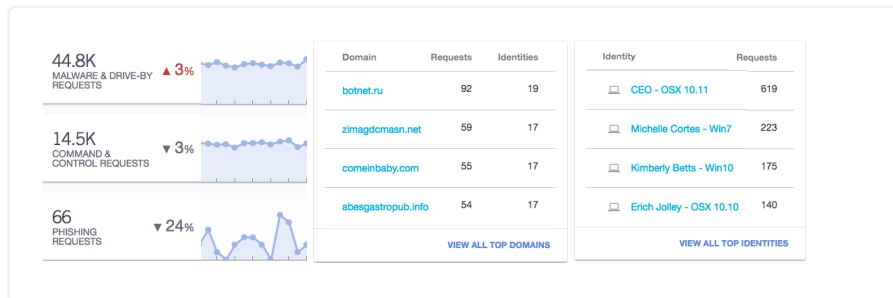 44.8K
MALWARE & DRIVE-BY
REQUESTS
▲ 3%
14.5K
COMMAND &
CONTROL REQUESTS
▼ 3%
66
PHISHING
REQUESTS
▼ 24%
Domain Requests Identities
botnet.ru 92 19
zimagdcmasn.net 59 17
comeinbaby.com 55 17
abesgastropub.info 54 17
VIEW ALL TOP DOMAINS
Identity Requests
CEO - OSX 10.11 619
Michelle Cortes - Win7 223
Kimberly Betts - Win10 175
Erich Jolley - OSX 10.10 140
VIEW ALL TOP IDENTITIES